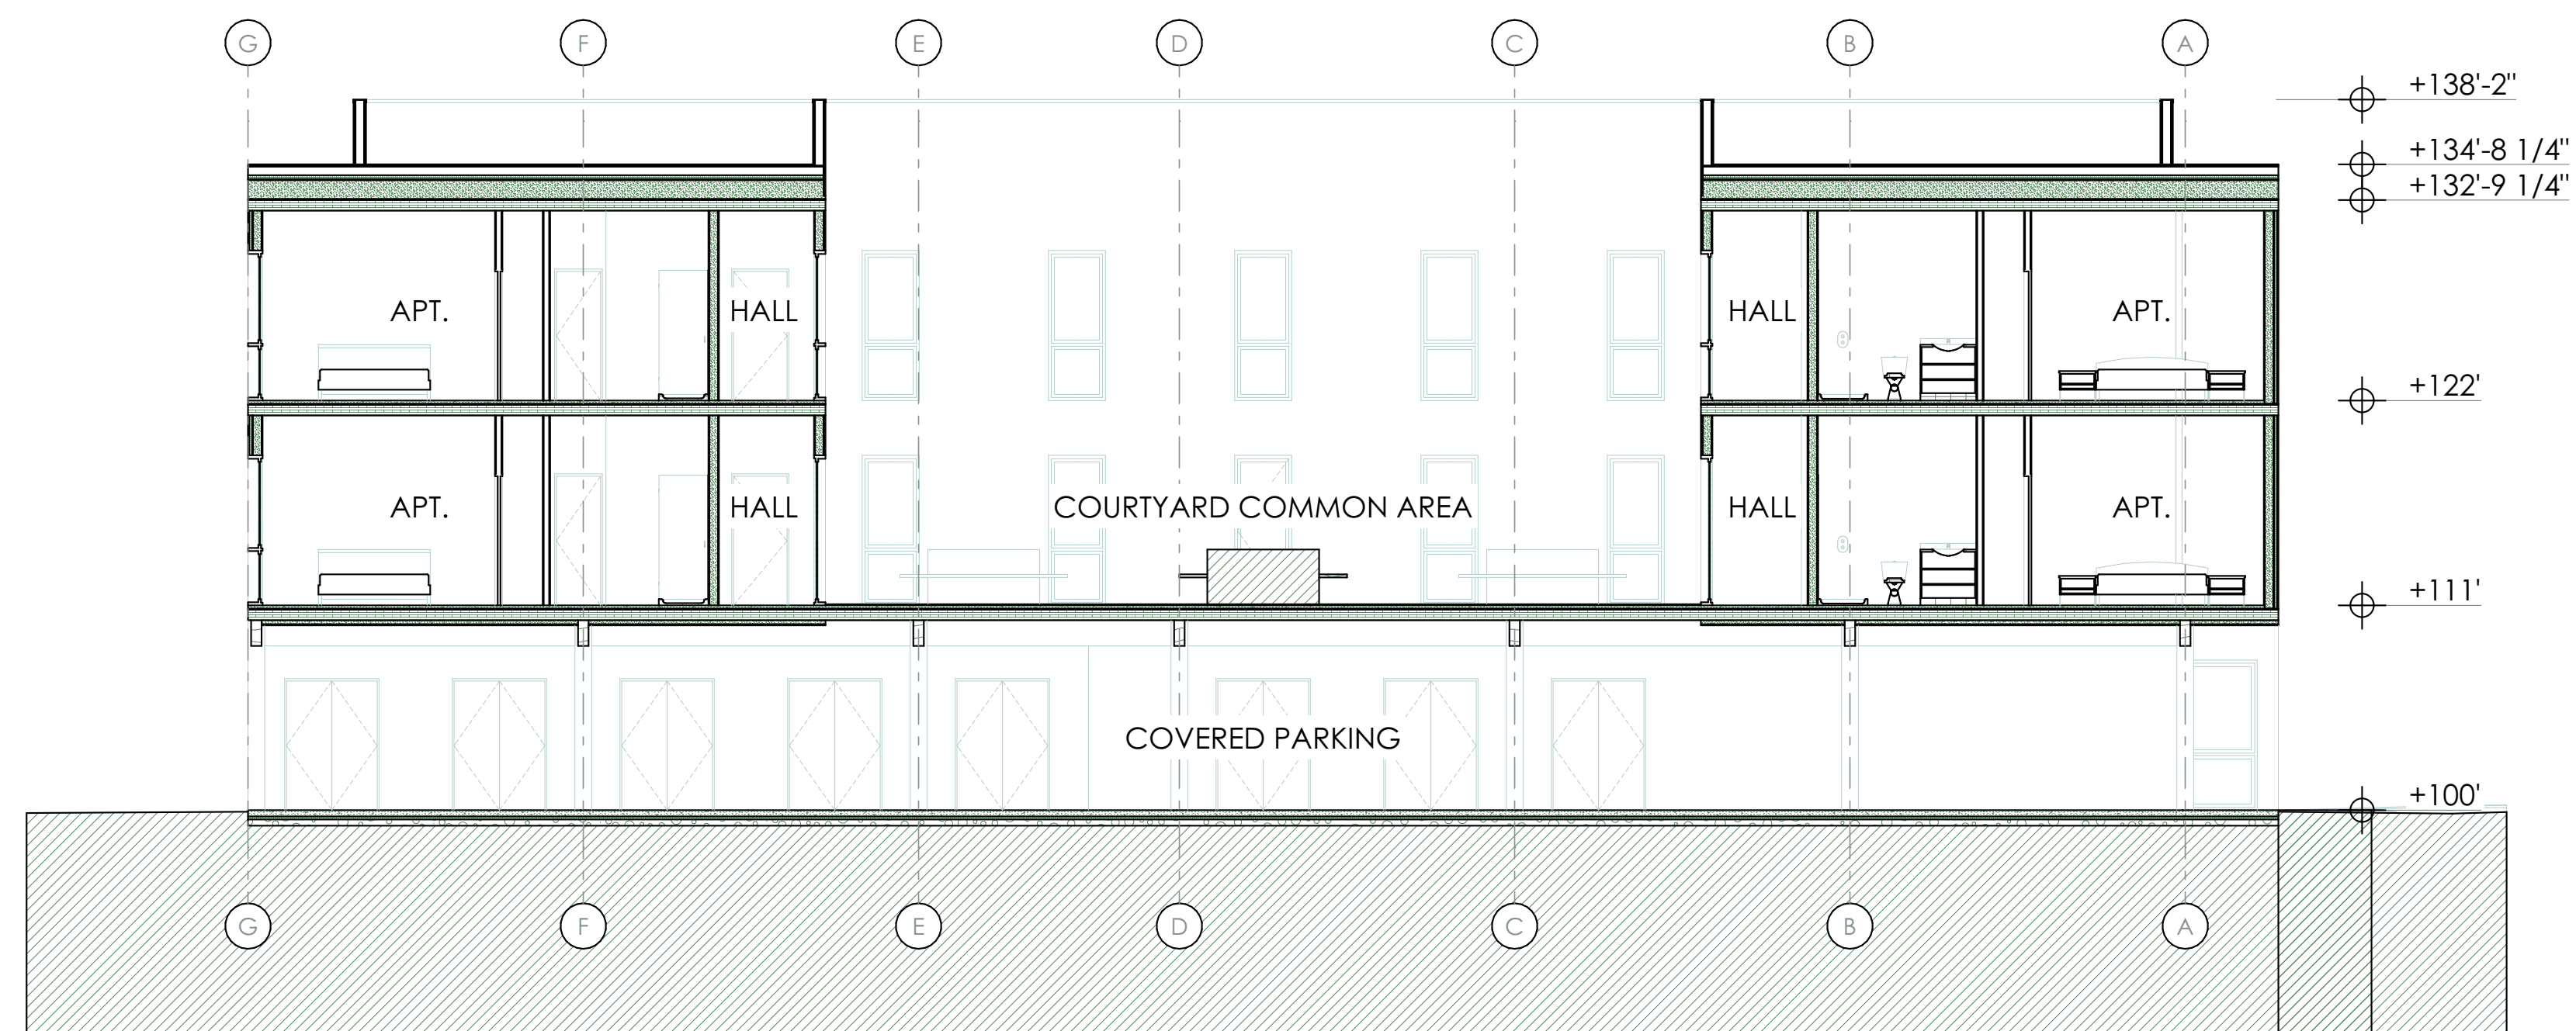 G F E D C B A
+138'-2"
+134'-8 1/4"
+132'-9 1/4"
APT. HALL HALL APT.
+122'
APT. HALL COURTYARD COMMON AREA HALL APT.
+111'
COVERED PARKING
+100'
G F E D C B A